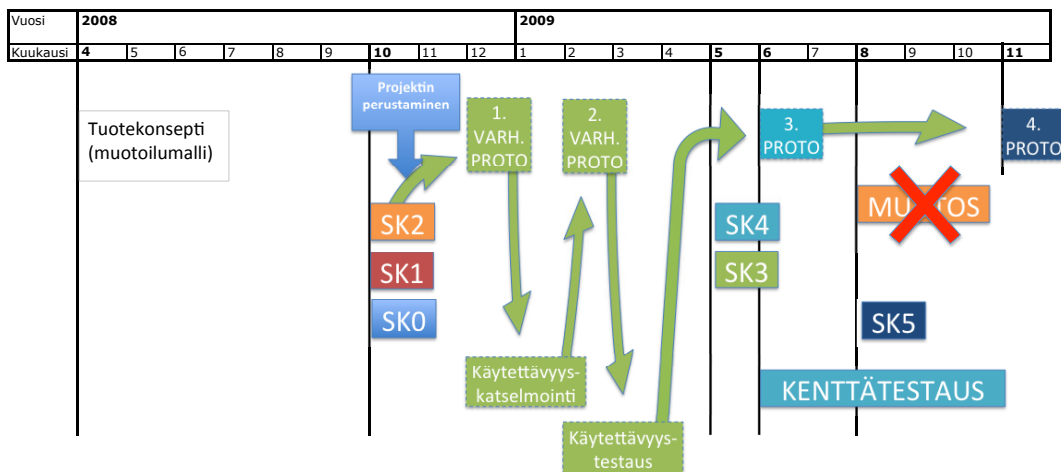 Vuosi 2008 2009
Kuukausi 4 5 6 7 8 9 10 11 12 1 2 3 4 5 6 7 8 9 10 11
Projektin
perustaminen
Tuotekonsepti
(muotoilumalli)
1.
VARH.
PROTO
2.
VARH.
PROTO
3.
PROTO
4.
PROTO
SK2
SK4
SK1
SK3
SK0
SK5
Käytettävyys-
katselmointi
KENTTÄTESTAUS
Käytettävyys-
testaus